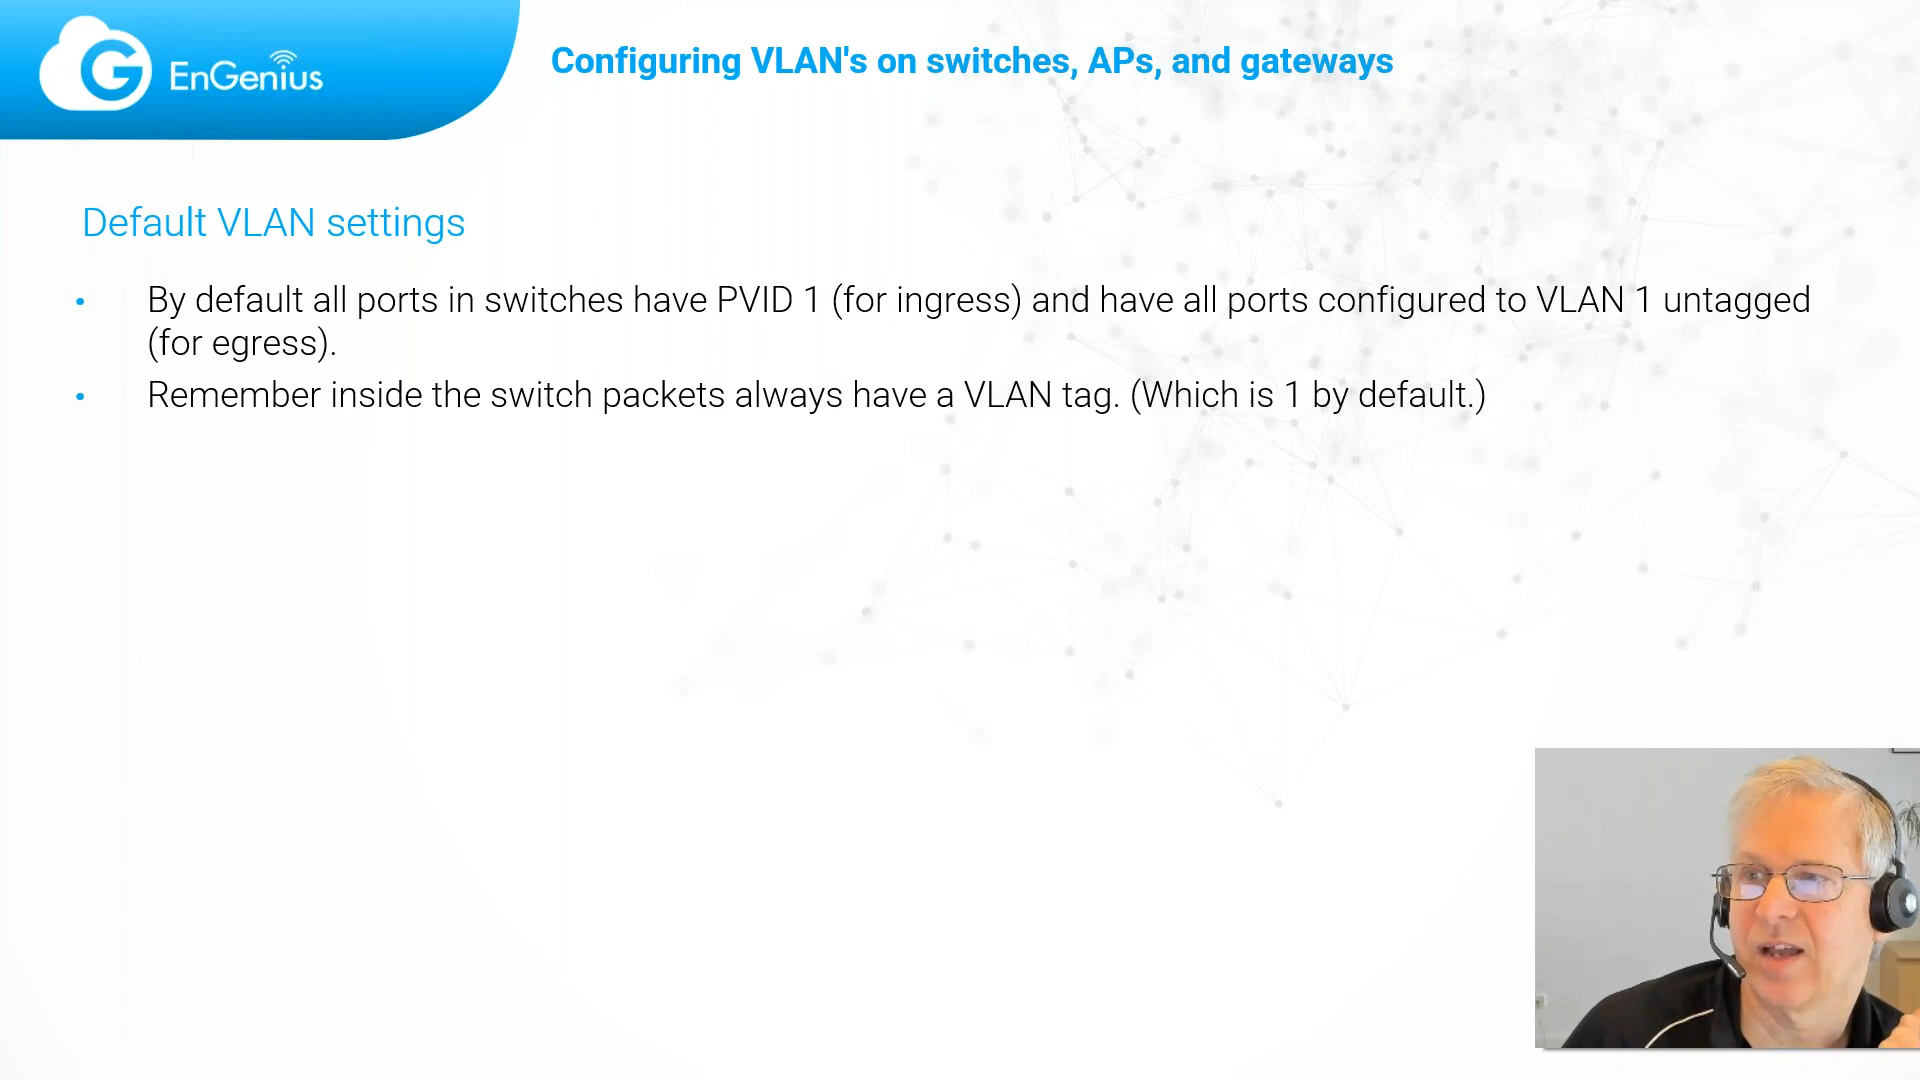 EnGenius
Configuring VLAN's on switches, APs, and gateways
Default VLAN settings
• By default all ports in switches have PVID 1 (for ingress) and have all ports configured to VLAN 1 untagged
(for egress).
• Remember inside the switch packets always have a VLAN tag. (Which is 1 by default.)